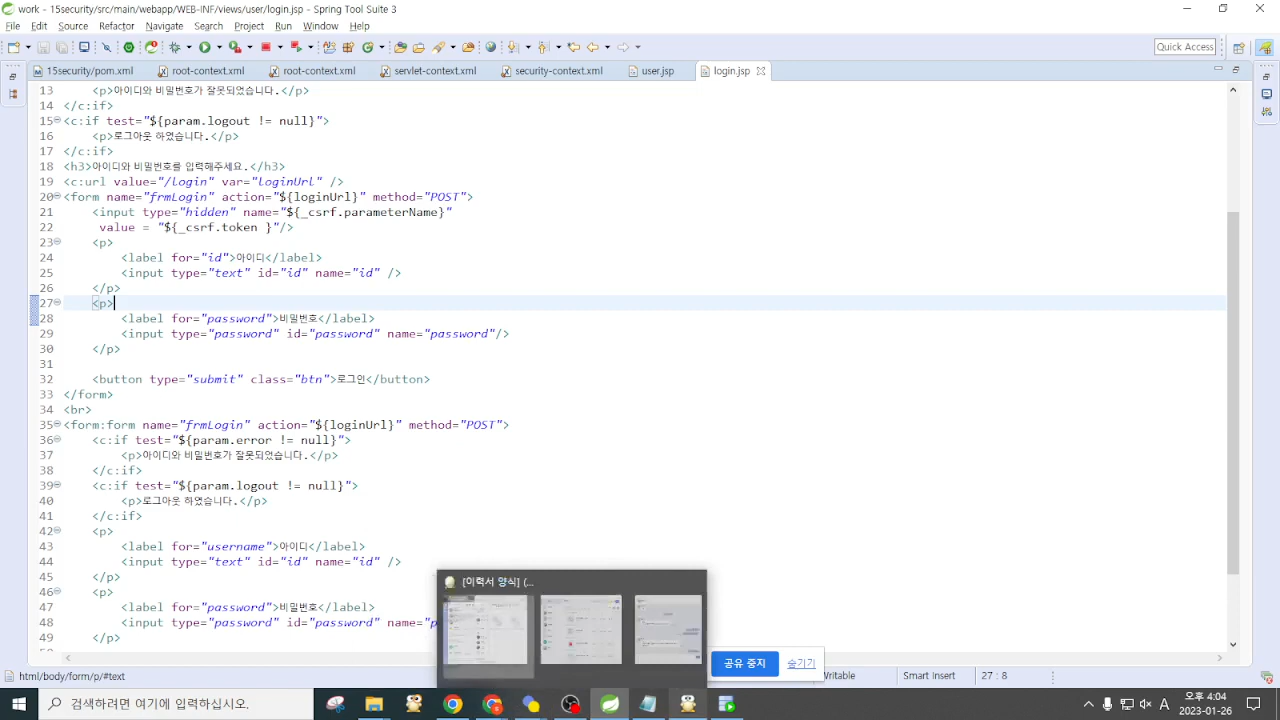 work - 15security/src/main/webapp/WEB-INF/views/user/login.jsp - Spring Tool Suite 3
File Edit Source Refactor Navigate Search Project Run Window Help
Quick Access
15security/pom.xml root-context.xml root-context.xml servlet-context.xml security-context.xml user.jsp login.jsp
13 <p>아이디와 비밀번호가 잘못되었습니다.</p>
14 </c:if>
15 <c:if test="${param.logout != null}">
16 <p>로그아웃 하였습니다.</p>
17 </c:if>
18 <h3>아이디와 비밀번호를 입력해주세요.</h3>
19 <c:url value="/login" var="loginUrl" />
20 <form name="frmLogin" action="${loginUrl}" method="POST">
21 <input type="hidden" name="${_csrf.parameterName}"
22 value = "${_csrf.token }"/>
23 <p>
24 <label for="id">아이디</label>
25 <input type="text" id="id" name="id" />
26 </p>
27 <p>
28 <label for="password">비밀번호</label>
29 <input type="password" id="password" name="password"/>
30 </p>
31
32 <button type="submit" class="btn">로그인</button>
33 </form>
34 <br>
35 <form:form name="frmLogin" action="${loginUrl}" method="POST">
36 <c:if test="${param.error != null}">
37 <p>아이디와 비밀번호가 잘못되었습니다.</p>
38 </c:if>
39 <c:if test="${param.logout != null}">
40 <p>로그아웃 하였습니다.</p>
41 </c:if>
42 <p>
43 <label for="username">아이디</label>
44 <input type="text" id="id" name="id" />
45 </p>
46 <p>
47 <label for="password">비밀번호</label>
48 <input type="password" id="password" name="p
49 </p>
[이력서 양식] (...
공유 중지 숨기기
html/body/fo
Writable Smart Insert 27 : 8
검색하려면 여기에 입력하십시오.
A 오후 4:04
2023-01-26